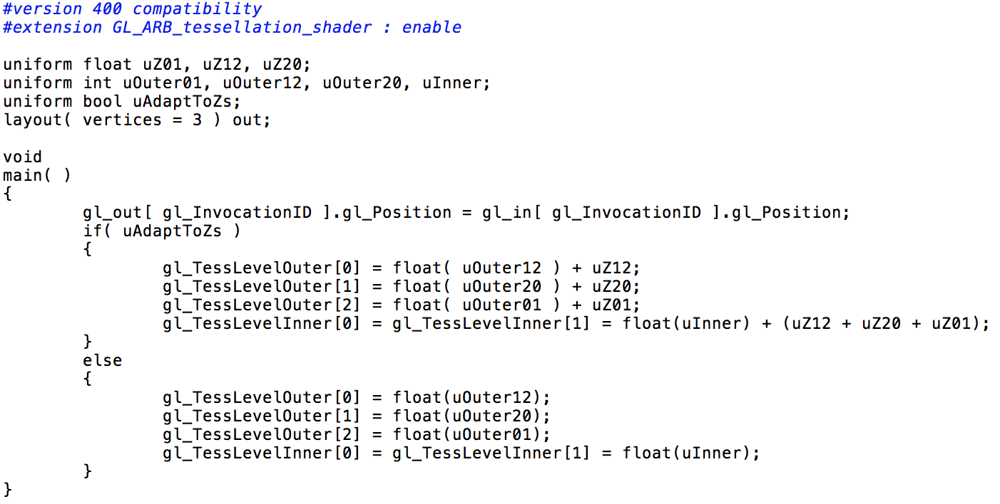 #version 400 compatibility
#extension GL_ARB_tessellation_shader : enable

uniform float uZ01, uZ12, uZ20;
uniform int uOuter01, uOuter12, uOuter20, uInner;
uniform bool uAdaptToZs;
layout( vertices = 3 ) out;

void
main( )
{
        gl_out[ gl_InvocationID ].gl_Position = gl_in[ gl_InvocationID ].gl_Position;
        if( uAdaptToZs )
        {
                gl_TessLevelOuter[0] = float( uOuter12 ) + uZ12;
                gl_TessLevelOuter[1] = float( uOuter20 ) + uZ20;
                gl_TessLevelOuter[2] = float( uOuter01 ) + uZ01;
                gl_TessLevelInner[0] = gl_TessLevelInner[1] = float(uInner) + (uZ12 + uZ20 + uZ01);
        }
        else
        {
                gl_TessLevelOuter[0] = float(uOuter12);
                gl_TessLevelOuter[1] = float(uOuter20);
                gl_TessLevelOuter[2] = float(uOuter01);
                gl_TessLevelInner[0] = gl_TessLevelInner[1] = float(uInner);
        }
}